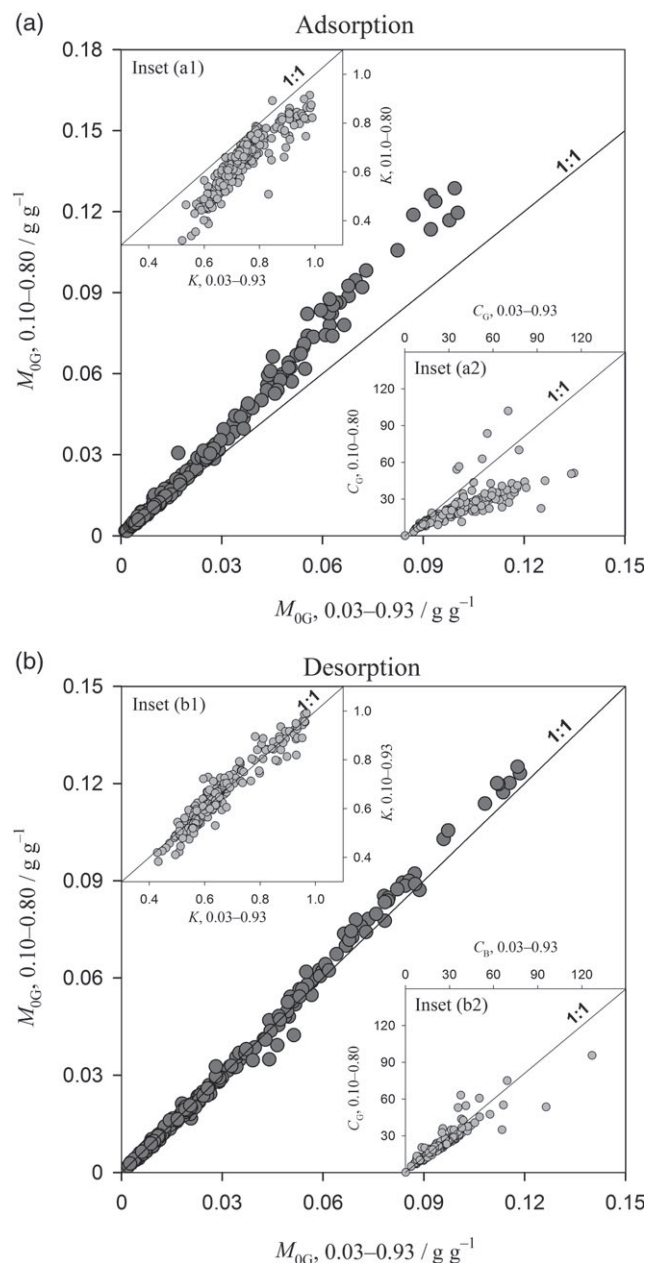 (a)
Adsorption
0.18
0.15
0.12
0.09
0.06
0.03
0
M0G, 0.10–0.80 / g g⁻¹
Inset (a1)
1:1
1.0
0.8
0.6
0.4
K, 01.0–0.80
0.4 0.6 0.8 1.0
K, 0.03–0.93
1:1
CG, 0.03–0.93
0 30 60 90 120
Inset (a2)
1:1
150
120
90
60
30
CG, 0.10–0.80
0 0.03 0.06 0.09 0.12 0.15
M0G, 0.03–0.93 / g g⁻¹
(b)
Desorption
0.15
0.12
0.09
0.06
0.03
0
M0G, 0.10–0.80 / g g⁻¹
Inset (b1)
1:1
1.0
0.8
0.6
0.4
K, 0.10–0.93
0.4 0.6 0.8 1.0
K, 0.03–0.93
1:1
CB, 0.03–0.93
0 30 60 90 120 150
Inset (b2)
1:1
150
120
90
60
30
CG, 0.10–0.80
0 0.03 0.06 0.09 0.12 0.15
M0G, 0.03–0.93 / g g⁻¹